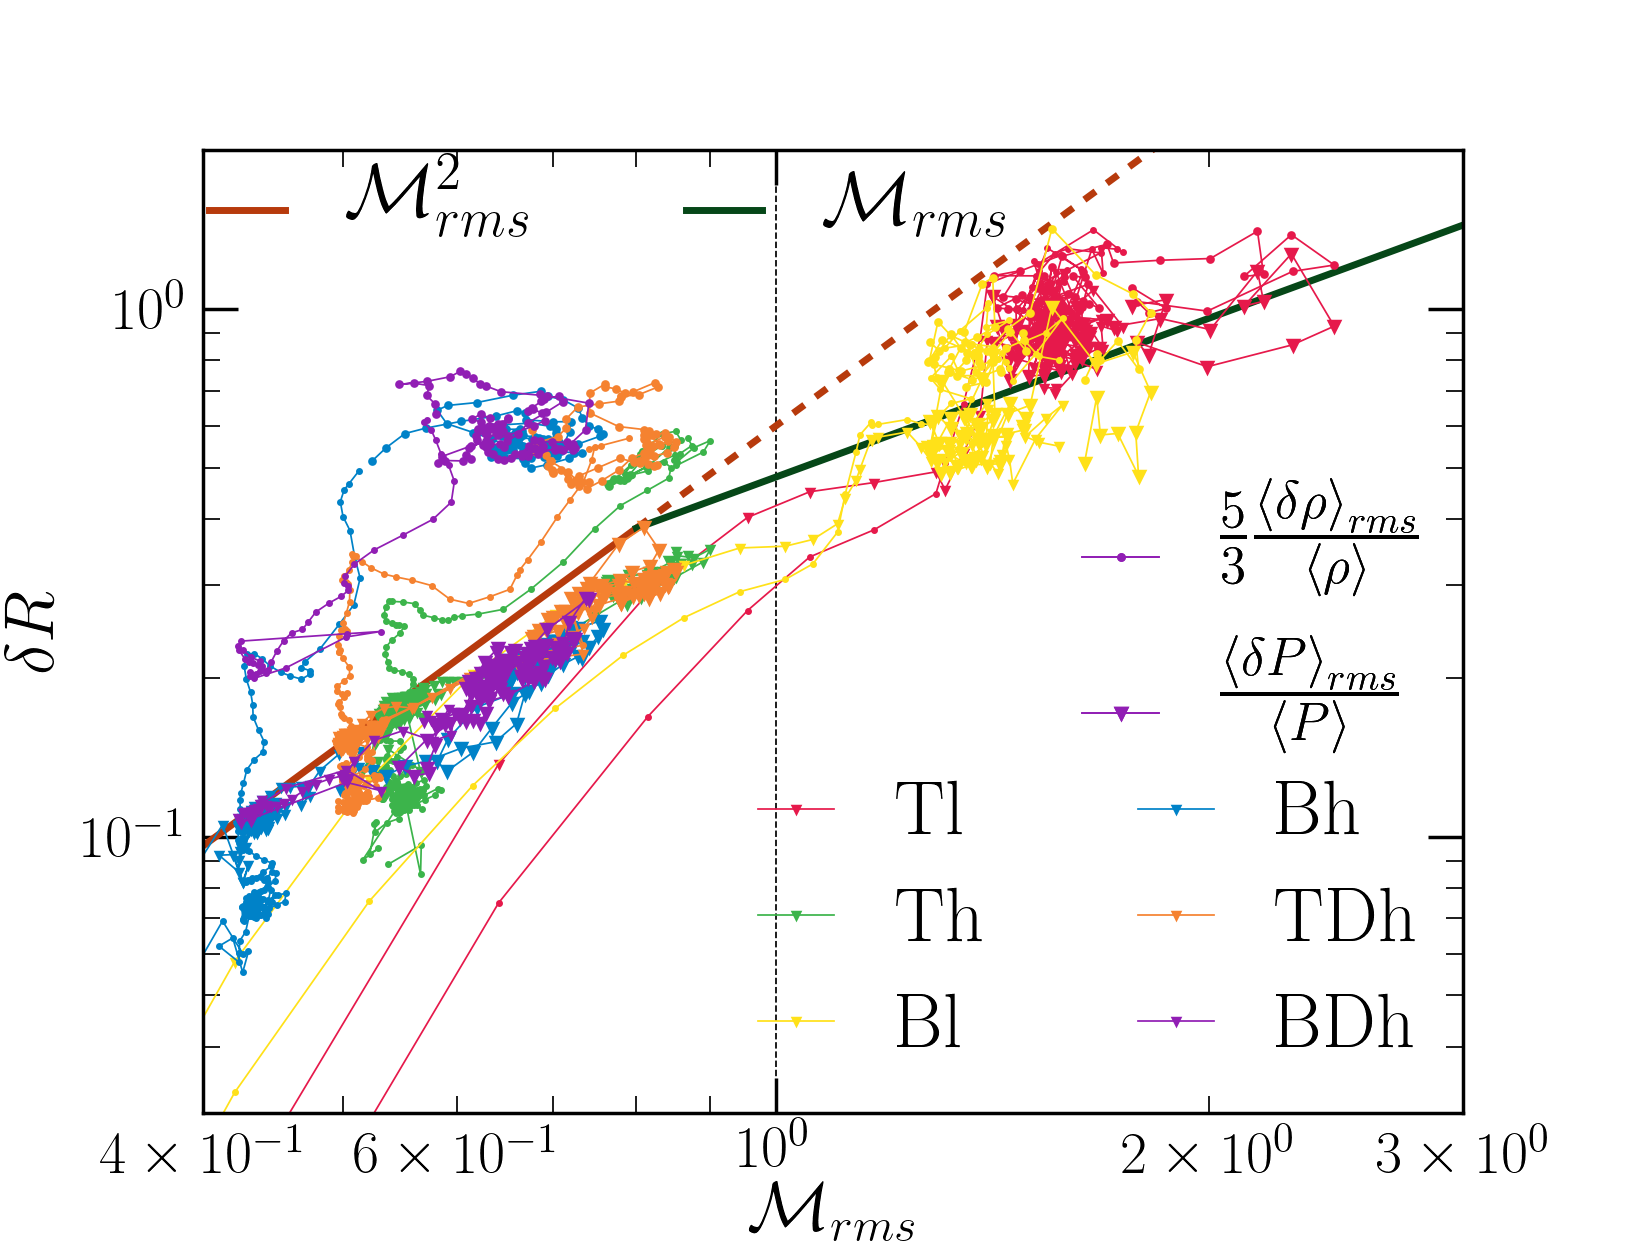 ℳ²rms ℳrms
10⁰
10⁻¹
δR
5/3 ⟨δρ⟩rms/⟨ρ⟩
⟨δP⟩rms/⟨P⟩
Tl Bh
Th TDh
Bl BDh
4 × 10⁻¹ 6 × 10⁻¹ 10⁰ 2 × 10⁰ 3 × 10⁰
ℳrms